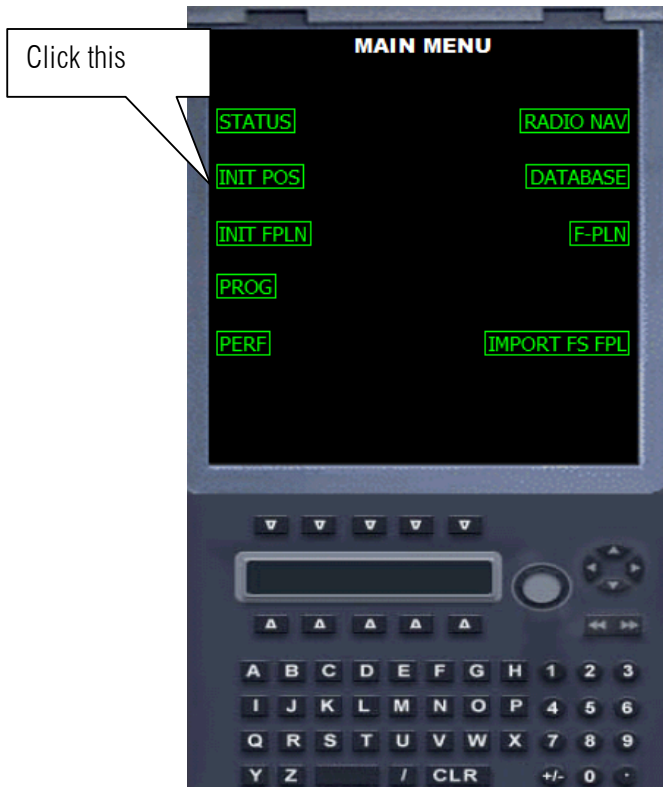 Click this
MAIN MENU
STATUS RADIO NAV
INIT POS DATABASE
INIT FPLN F-PLN
PROG
PERF IMPORT FS FPL
A B C D E F G H 1 2 3
I J K L M N O P 4 5 6
Q R S T U V W X 7 8 9
Y Z / CLR +/- 0 .